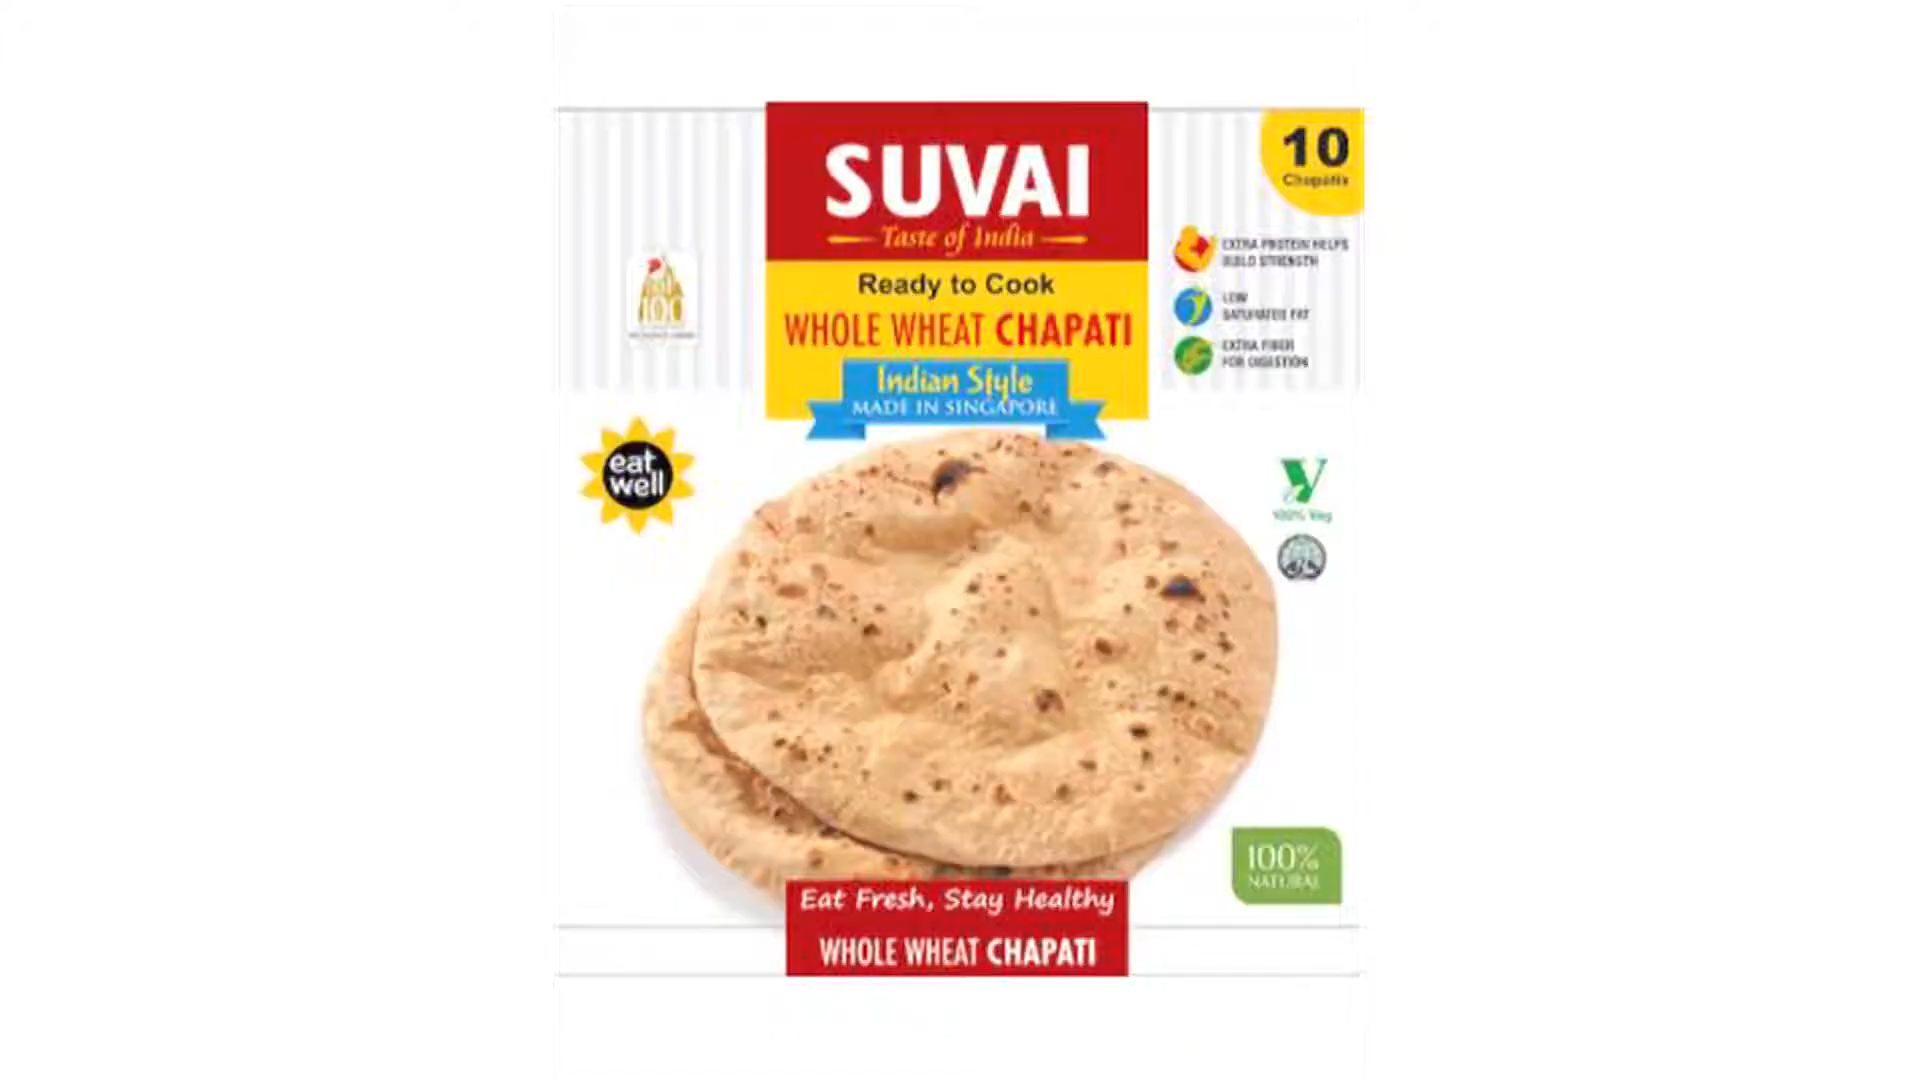 SUVAI
Taste of India
Ready to Cook
WHOLE WHEAT CHAPATI
Indian Style
MADE IN SINGAPORE
10
Chapatis
EXTRA PROTEIN HELPS
BUILD STRENGTH
LOW
SATURATED FAT
EXTRA FIBER
FOR DIGESTION
100
eat
well
100% Veg
100%
NATURAL
Eat Fresh, Stay Healthy
WHOLE WHEAT CHAPATI